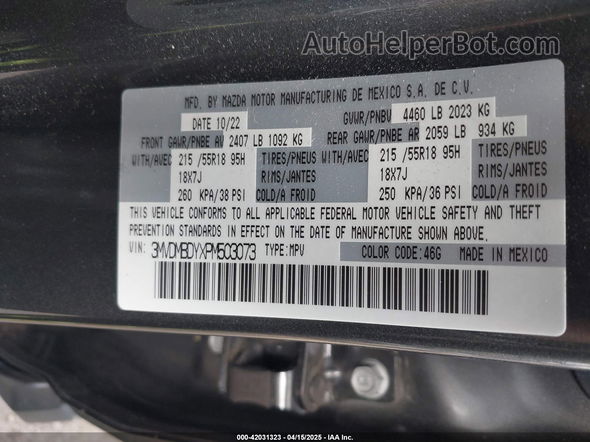 AutoHelperBot.com
MFD. BY MAZDA MOTOR MANUFACTURING DE MEXICO S.A. DE C.V.
DATE 10/22 GVWR/PNBV 4460 LB 2023 KG
FRONT GAWR/PNBE AV 2407 LB 1092 KG REAR GAWR/PNBE AR 2059 LB 934 KG
WITH/AVEC 215 /55R18 95H TIRES/PNEUS WITH/AVEC 215 /55R18 95H TIRES/PNEUS
18X7J RIMS/JANTES 18X7J RIMS/JANTES
260 KPA/38 PSI COLD/A FROID 250 KPA/36 PSI COLD/A FROID
THIS VEHICLE CONFORMS TO ALL APPLICABLE FEDERAL MOTOR VEHICLE SAFETY AND THEFT
PREVENTION STANDARDS IN EFFECT ON THE DATE OF MANUFACTURE SHOWN ABOVE.
VIN: 3MVDMBDYXPM503073 TYPE: MPV COLOR CODE: 46G MADE IN MEXICO
000-42031323 - 04/15/2025 - IAA Inc.